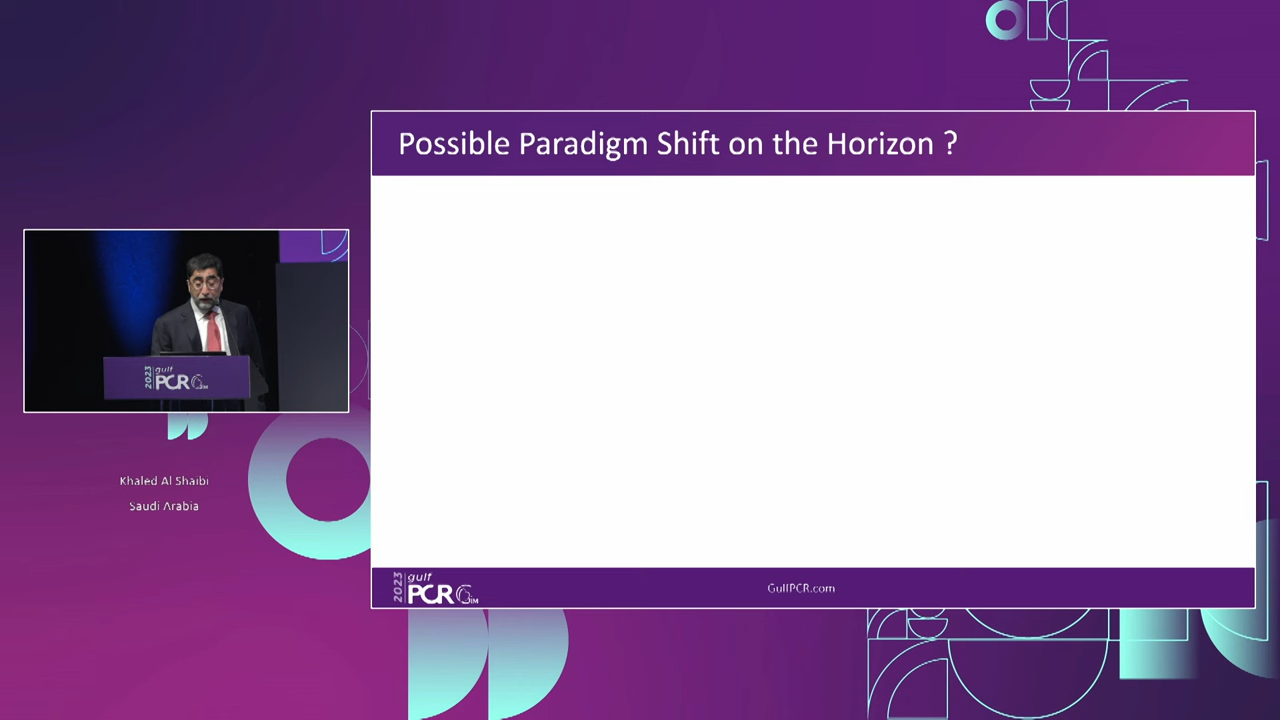 Possible Paradigm Shift on the Horizon ?
2023 gulf PCR GIM
Khaled Al Shaibi
Saudi Arabia
2023 gulf PCR GIM
GulfPCR.com